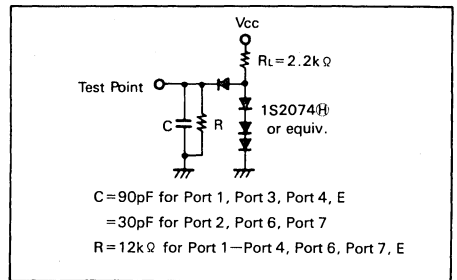 Vcc
RL=2.2kΩ
Test Point
1S2074Ⓗ
or equiv.
C
R
C=90pF for Port 1, Port 3, Port 4, E
=30pF for Port 2, Port 6, Port 7
R=12kΩ for Port 1—Port 4, Port 6, Port 7, E